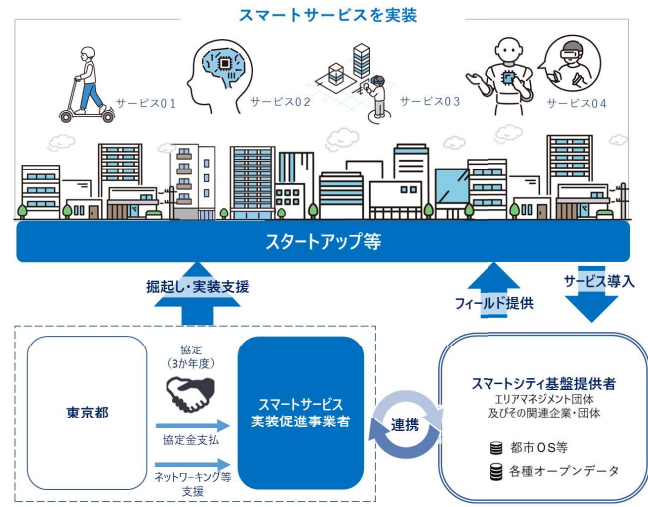 スマートサービスを実装
サービス01
サービス02
サービス03
サービス04
スタートアップ等
掘起し・実装支援
フィールド提供
サービス導入
東京都
協定
(3か年度)
協定金支払
ネットワーキング等
支援
スマートサービス
実装促進事業者
連携
スマートシティ基盤提供者
エリアマネジメント団体
及びその関連企業・団体
都市OS等
各種オープンデータ